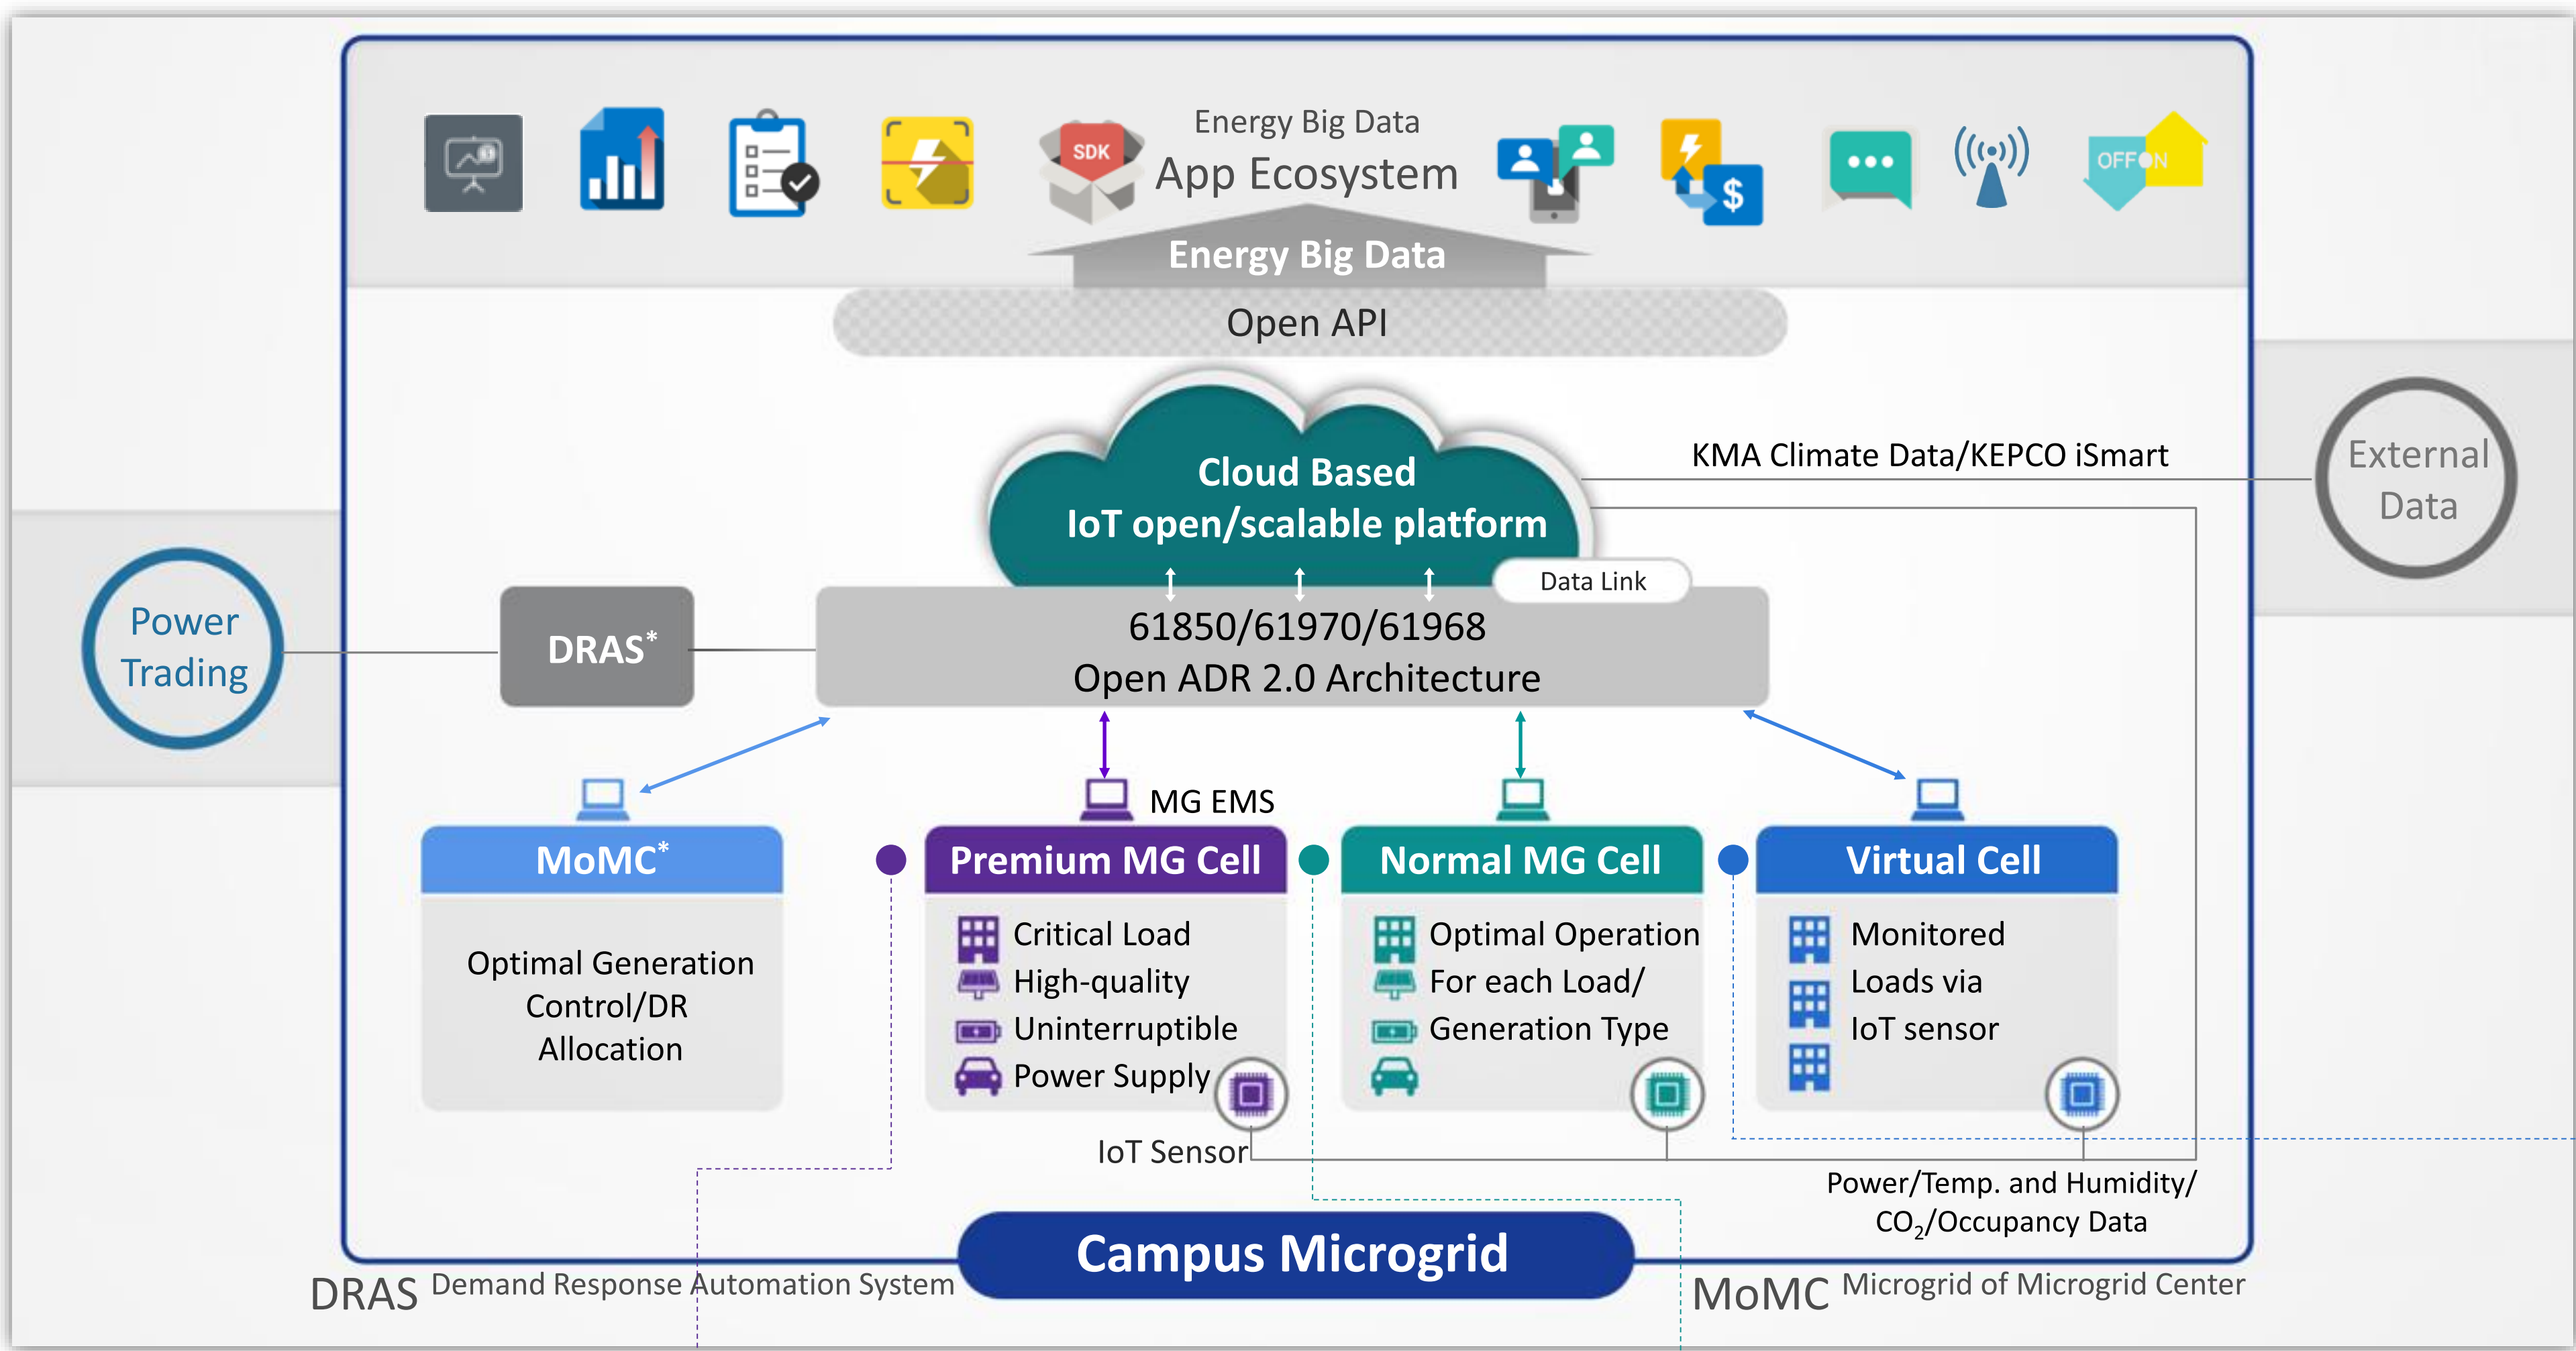 SDK
Energy Big Data
App Ecosystem
$
OFF ON
Energy Big Data
Open API
Cloud Based
IoT open/scalable platform
KMA Climate Data/KEPCO iSmart
External
Data
Data Link
Power
Trading
DRAS*
61850/61970/61968
Open ADR 2.0 Architecture
MG EMS
MoMC*
Optimal Generation
Control/DR
Allocation
Premium MG Cell
Critical Load
High-quality
Uninterruptible
Power Supply
Normal MG Cell
Optimal Operation
For each Load/
Generation Type
Virtual Cell
Monitored
Loads via
IoT sensor
IoT Sensor
Power/Temp. and Humidity/
CO₂/Occupancy Data
Campus Microgrid
DRAS Demand Response Automation System
MoMC Microgrid of Microgrid Center